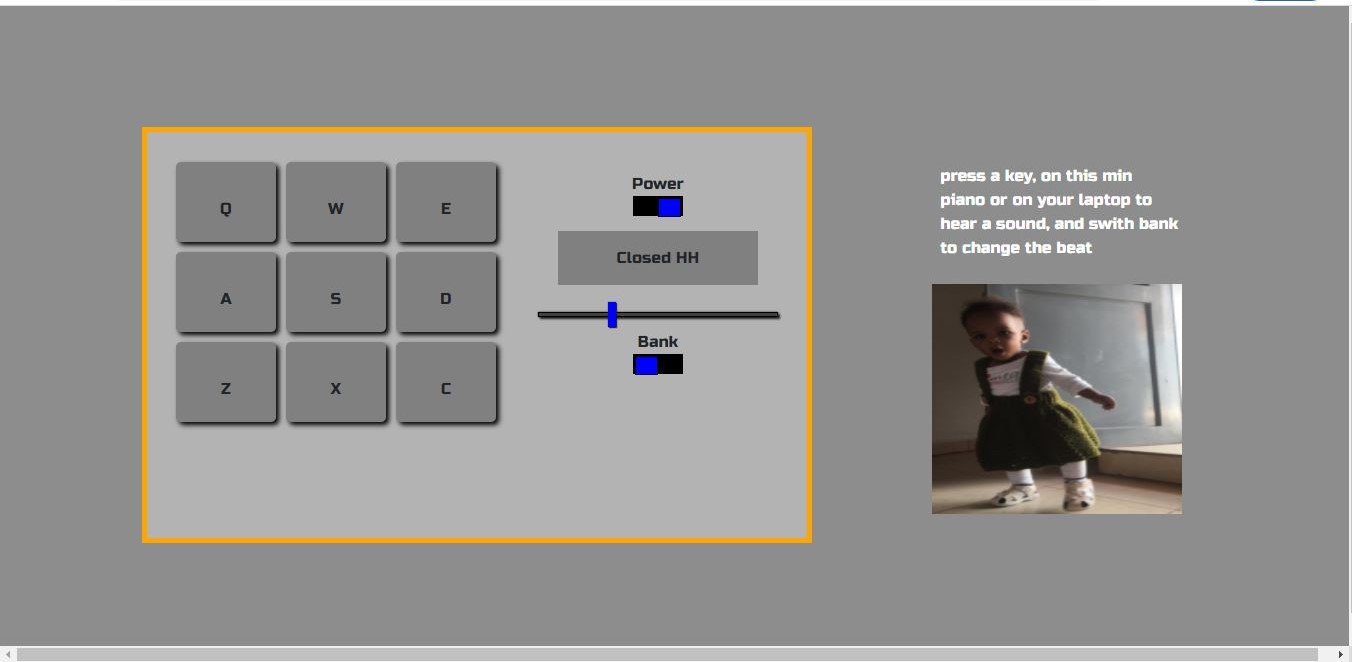 Q
W
E
A
S
D
Z
X
C
Power
Closed HH
Bank
press a key, on this min
piano or on your laptop to
hear a sound, and swith bank
to change the beat